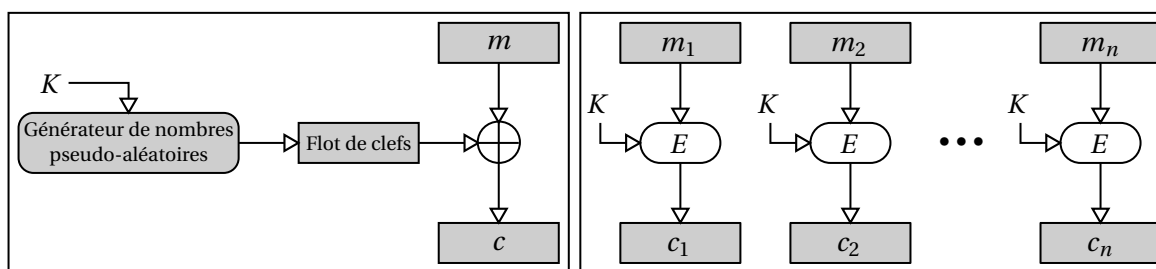 m
K
Générateur de nombres
pseudo-aléatoires
Flot de clefs
c
m1 m2 mn
K K K
E E ••• E
c1 c2 cn